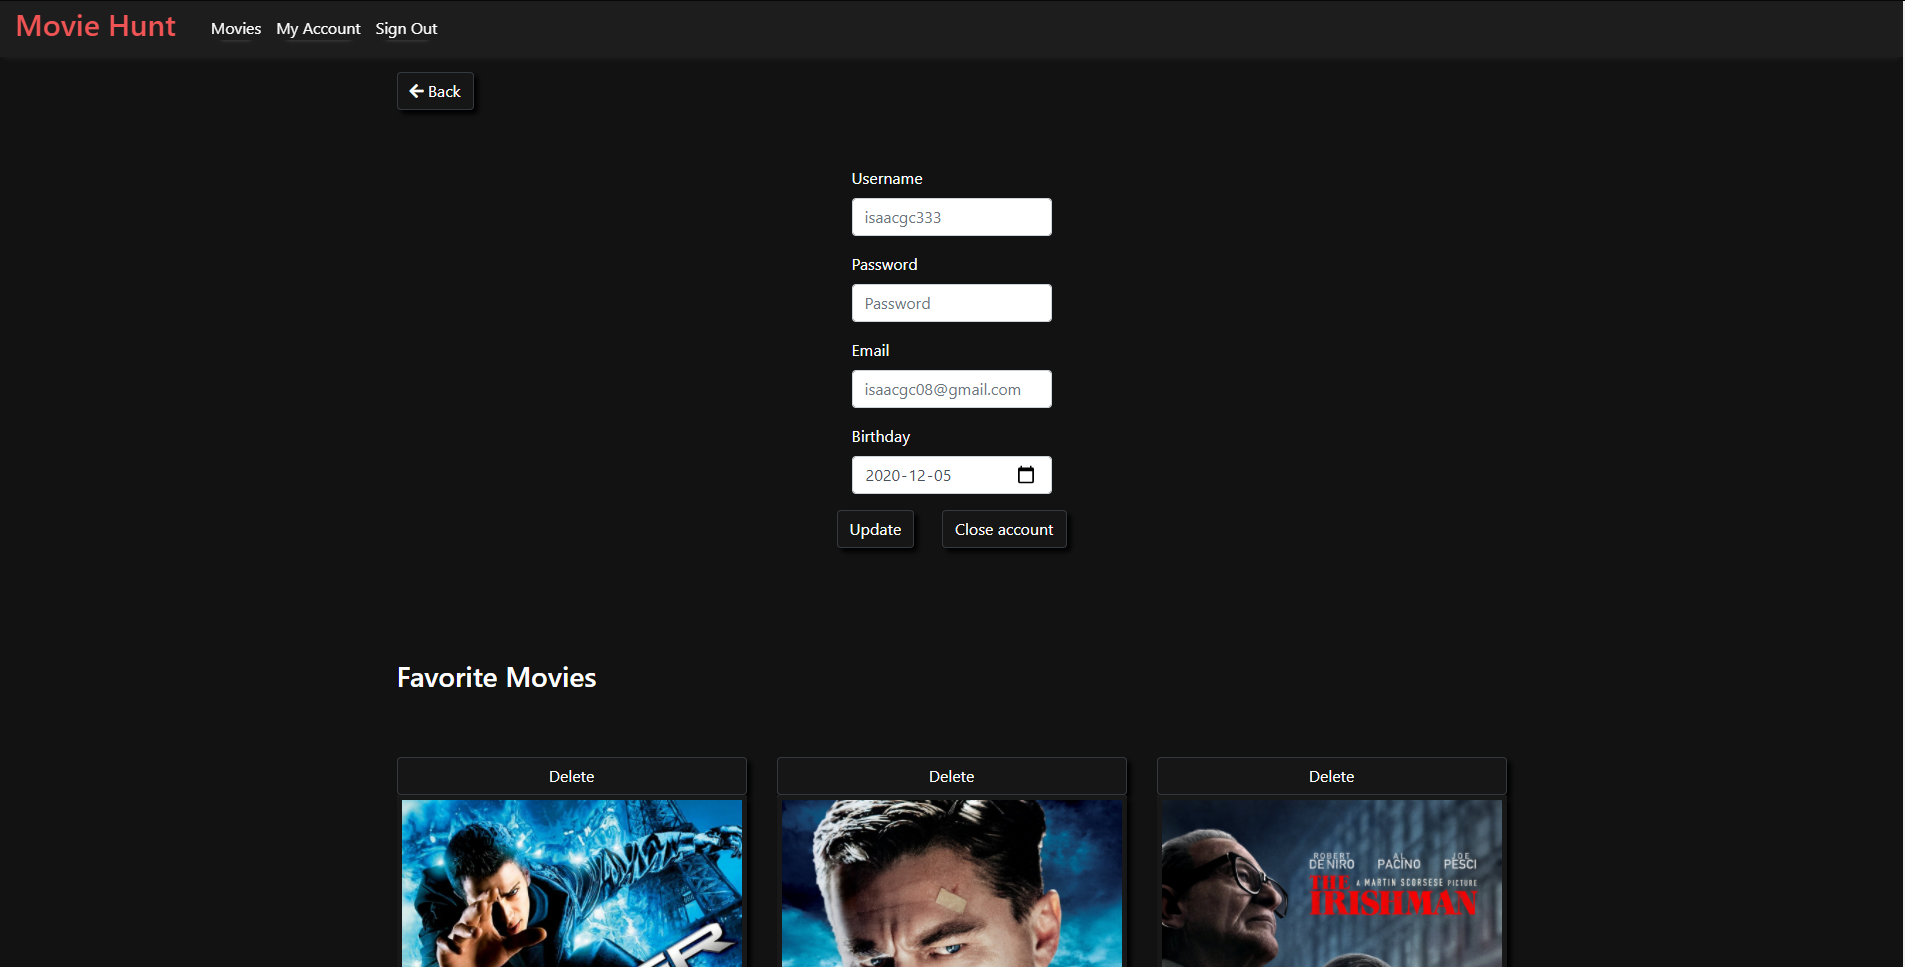 Movie Hunt Movies My Account Sign Out
Back
Username
isaacgc333
Password
Password
Email
isaacgc08@gmail.com
Birthday
2020-12-05
Update Close account
Favorite Movies
Delete Delete Delete
ROBERT DE NIRO AL PACINO JOE PESCI
A MARTIN SCORSESE PICTURE
THE IRISHMAN